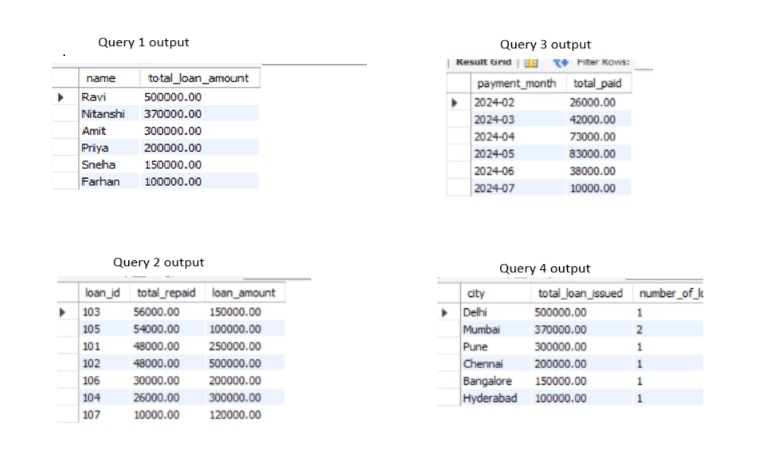 Query 1 output
name total_loan_amount
Ravi 500000.00
Nitanshi 370000.00
Amit 300000.00
Priya 200000.00
Sneha 150000.00
Farhan 100000.00
Query 3 output
Result Grid Filter Rows:
payment_month total_paid
2024-02 26000.00
2024-03 42000.00
2024-04 73000.00
2024-05 83000.00
2024-06 38000.00
2024-07 10000.00
Query 2 output
loan_id total_repaid loan_amount
103 56000.00 150000.00
105 54000.00 100000.00
101 48000.00 250000.00
102 48000.00 500000.00
106 30000.00 200000.00
104 26000.00 300000.00
107 10000.00 120000.00
Query 4 output
city total_loan_issued number_of_lo
Delhi 500000.00 1
Mumbai 370000.00 2
Pune 300000.00 1
Chennai 200000.00 1
Bangalore 150000.00 1
Hyderabad 100000.00 1